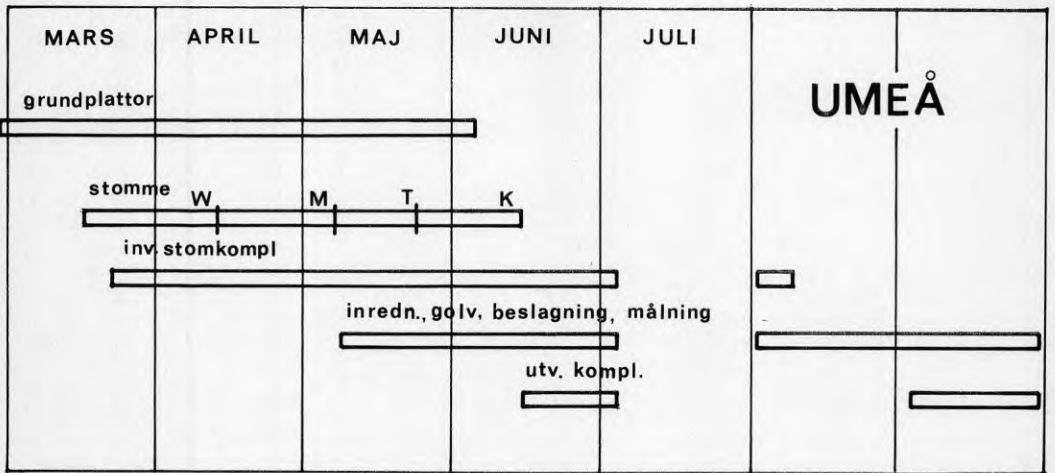 MARS APRIL MAJ JUNI JULI
UMEÅ
grundplattor
stomme W M T K
inv. stomkompl
inredn., golv, beslagning, målning
utv. kompl.